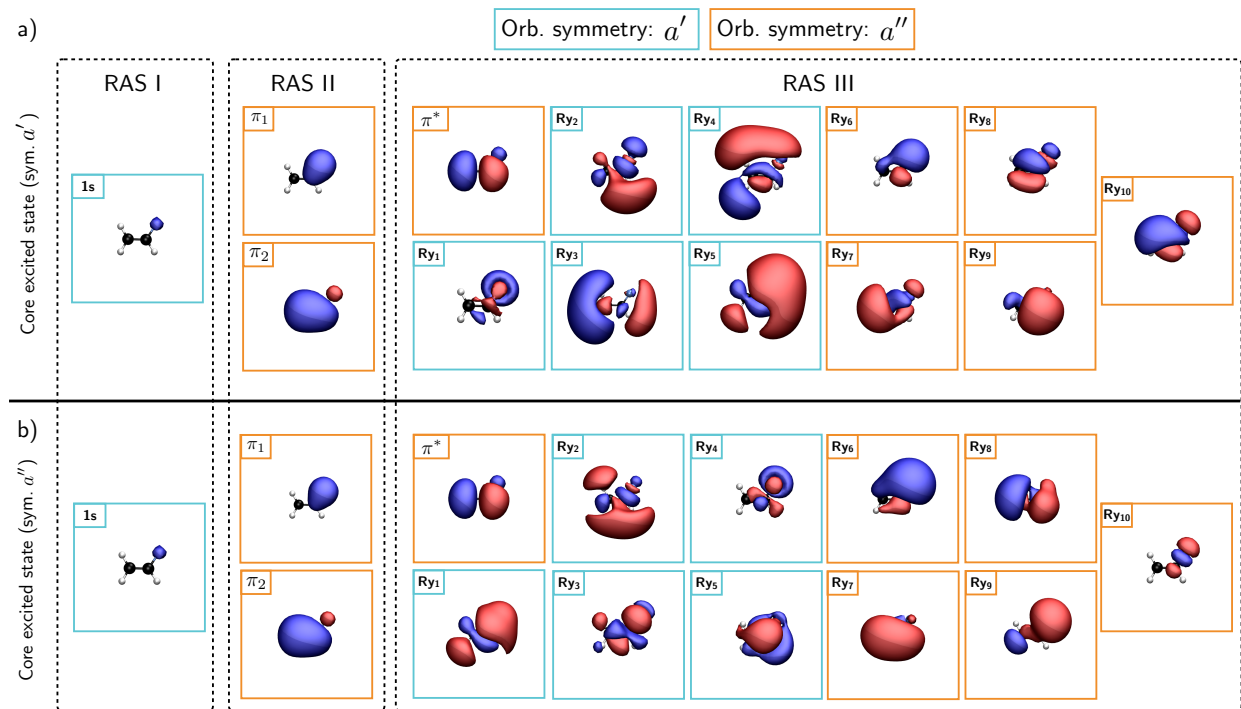 a)
Orb. symmetry: a′
Orb. symmetry: a″
RAS I
RAS II
RAS III
Core excited state (sym. a′)
1s
π₁
π₂
π*
Ry₂
Ry₄
Ry₆
Ry₈
Ry₁₀
Ry₁
Ry₃
Ry₅
Ry₇
Ry₉
b)
Core excited state (sym. a″)
1s
π₁
π₂
π*
Ry₂
Ry₄
Ry₆
Ry₈
Ry₁₀
Ry₁
Ry₃
Ry₅
Ry₇
Ry₉